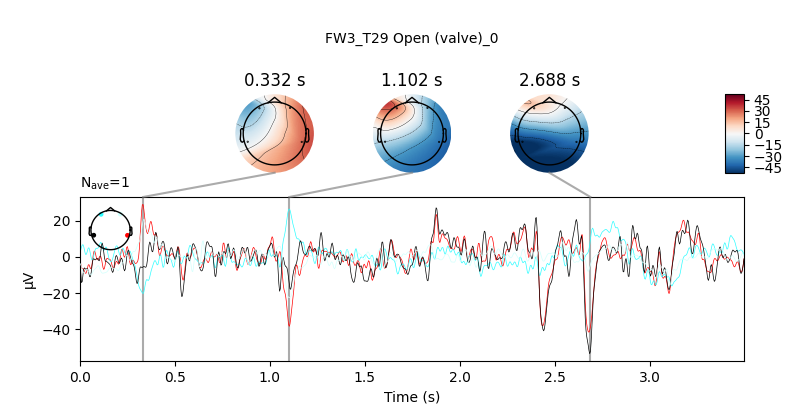 FW3_T29 Open (valve)_0
0.332 s
1.102 s
2.688 s
45
30
15
0
−15
−30
−45
Nave=1
20
0
−20
−40
µV
0.0
0.5
1.0
1.5
2.0
2.5
3.0
Time (s)